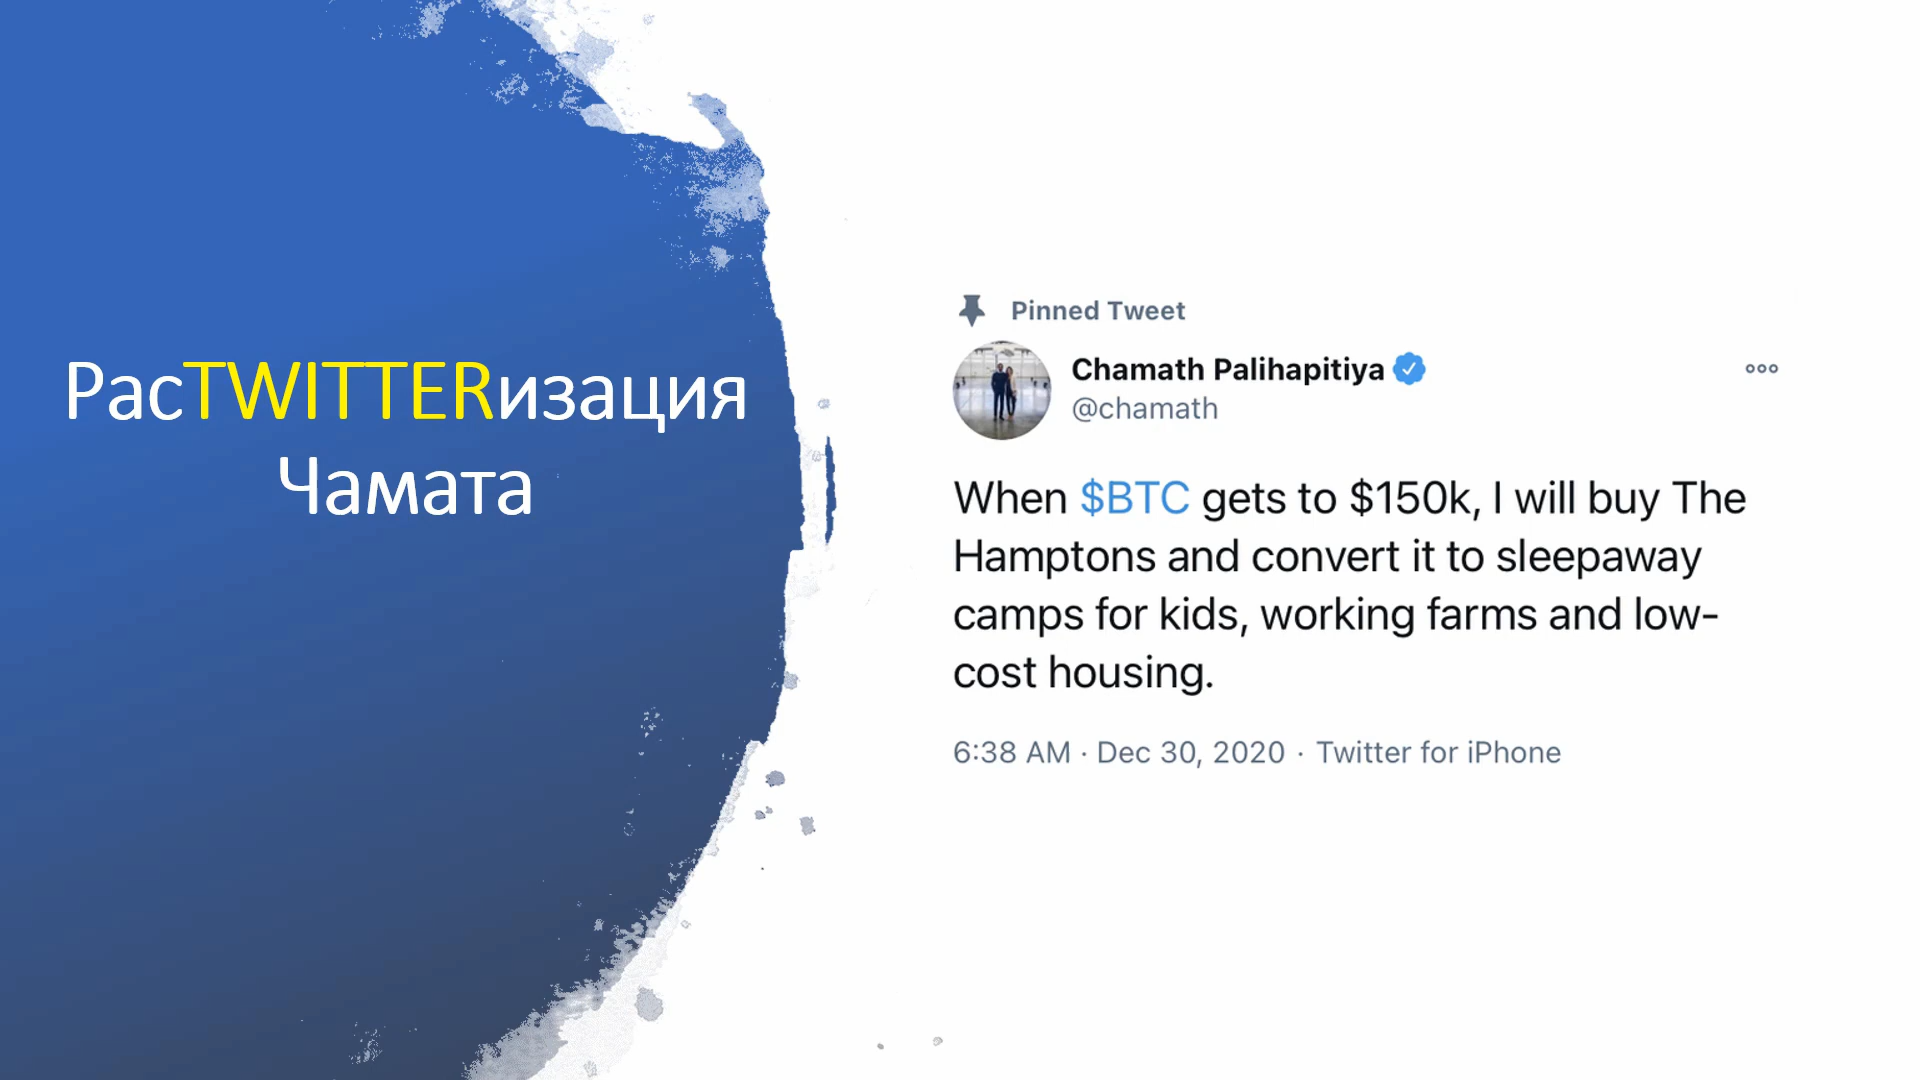 РасTWITTERизация
Чамата
Pinned Tweet
Chamath Palihapitiya
@chamath
When $BTC gets to $150k, I will buy The
Hamptons and convert it to sleepaway
camps for kids, working farms and low-
cost housing.
6:38 AM · Dec 30, 2020 · Twitter for iPhone